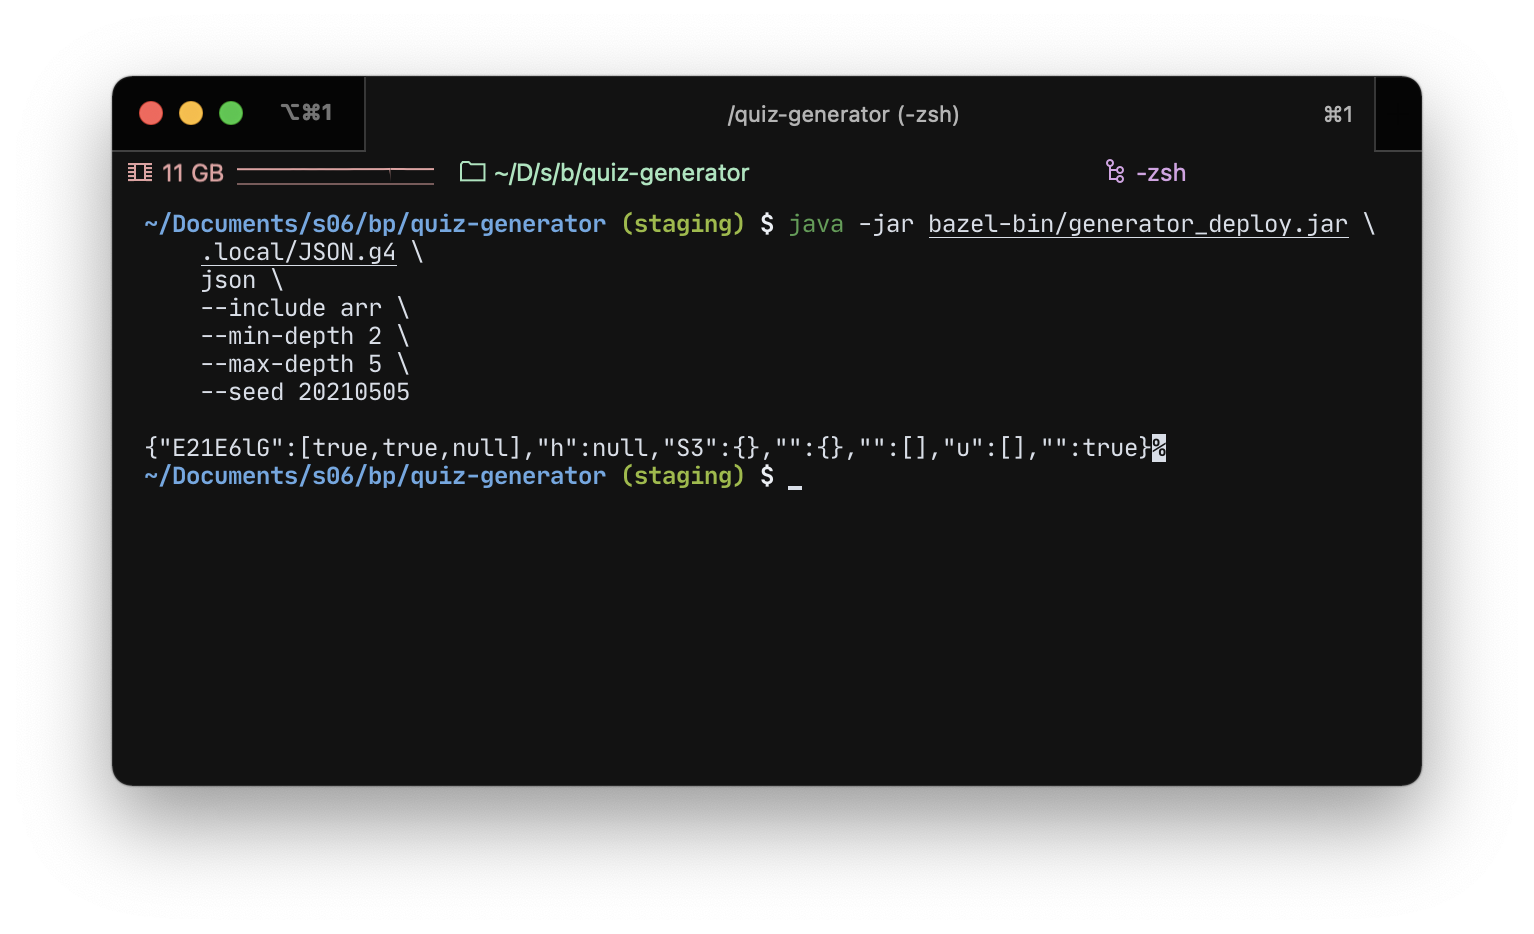 ⌥⌘1 /quiz-generator (-zsh) ⌘1
11 GB ~/D/s/b/quiz-generator -zsh
~/Documents/s06/bp/quiz-generator (staging) $ java -jar bazel-bin/generator_deploy.jar \
.local/JSON.g4 \
json \
--include arr \
--min-depth 2 \
--max-depth 5 \
--seed 20210505
{"E21E6lG":[true,true,null],"h":null,"S3":{},"":{},"":[],"u":[],"":true}%
~/Documents/s06/bp/quiz-generator (staging) $ _